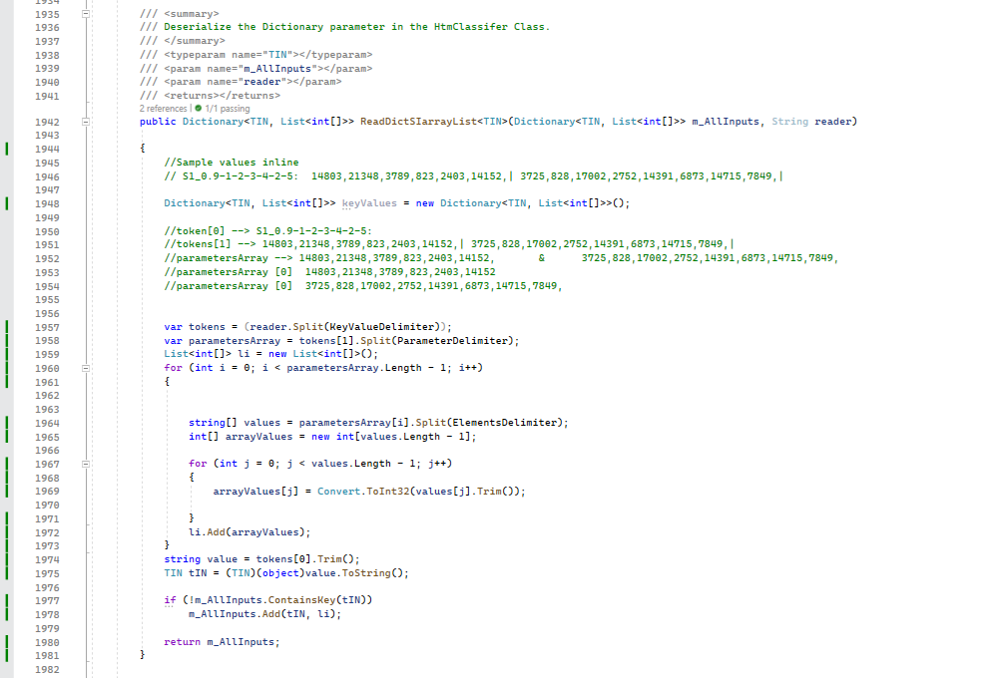 1934
1935 /// <summary>
1936 /// Deserialize the Dictionary parameter in the HtmClassifer Class.
1937 /// </summary>
1938 /// <typeparam name="TIN"></typeparam>
1939 /// <param name="m_AllInputs"></param>
1940 /// <param name="reader"></param>
1941 /// <returns></returns>
2 references | 1/1 passing
1942 public Dictionary<TIN, List<int[]>> ReadDictSIarrayList<TIN>(Dictionary<TIN, List<int[]>> m_AllInputs, String reader)
1943
1944 {
1945 //Sample values inline
1946 // S1_0.9-1-2-3-4-2-5: 14803,21348,3789,823,2403,14152,| 3725,828,17002,2752,14391,6873,14715,7849,|
1947
1948 Dictionary<TIN, List<int[]>> keyValues = new Dictionary<TIN, List<int[]>>();
1949
1950 //token[0] --> S1_0.9-1-2-3-4-2-5:
1951 //tokens[1] --> 14803,21348,3789,823,2403,14152,| 3725,828,17002,2752,14391,6873,14715,7849,|
1952 //parametersArray --> 14803,21348,3789,823,2403,14152, & 3725,828,17002,2752,14391,6873,14715,7849,
1953 //parametersArray [0] 14803,21348,3789,823,2403,14152
1954 //parametersArray [0] 3725,828,17002,2752,14391,6873,14715,7849,
1955
1956
1957 var tokens = (reader.Split(KeyValueDelimiter));
1958 var parametersArray = tokens[1].Split(ParameterDelimiter);
1959 List<int[]> li = new List<int[]>();
1960 for (int i = 0; i < parametersArray.Length - 1; i++)
1961 {
1962
1963
1964 string[] values = parametersArray[i].Split(ElementsDelimiter);
1965 int[] arrayValues = new int[values.Length - 1];
1966
1967 for (int j = 0; j < values.Length - 1; j++)
1968 {
1969 arrayValues[j] = Convert.ToInt32(values[j].Trim());
1970
1971 }
1972 li.Add(arrayValues);
1973 }
1974 string value = tokens[0].Trim();
1975 TIN tIN = (TIN)(object)value.ToString();
1976
1977 if (!m_AllInputs.ContainsKey(tIN))
1978 m_AllInputs.Add(tIN, li);
1979
1980 return m_AllInputs;
1981 }
1982